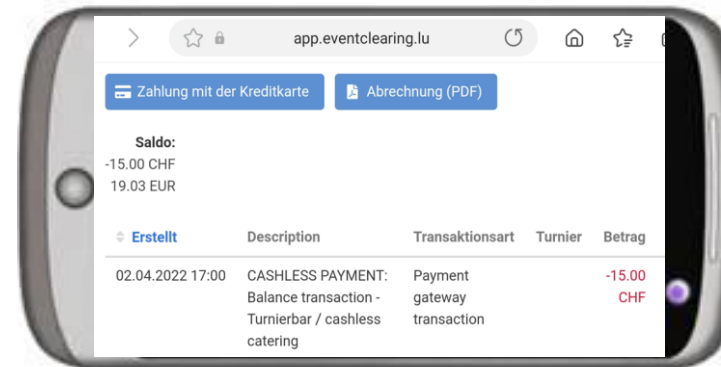 app.eventclearing.lu
Zahlung mit der Kreditkarte
Abrechnung (PDF)
Saldo:
-15.00 CHF
19.03 EUR
Erstellt Description Transaktionsart Turnier Betrag
02.04.2022 17:00 CASHLESS PAYMENT: Payment -15.00
Balance transaction - gateway CHF
Turnierbar / cashless transaction
catering